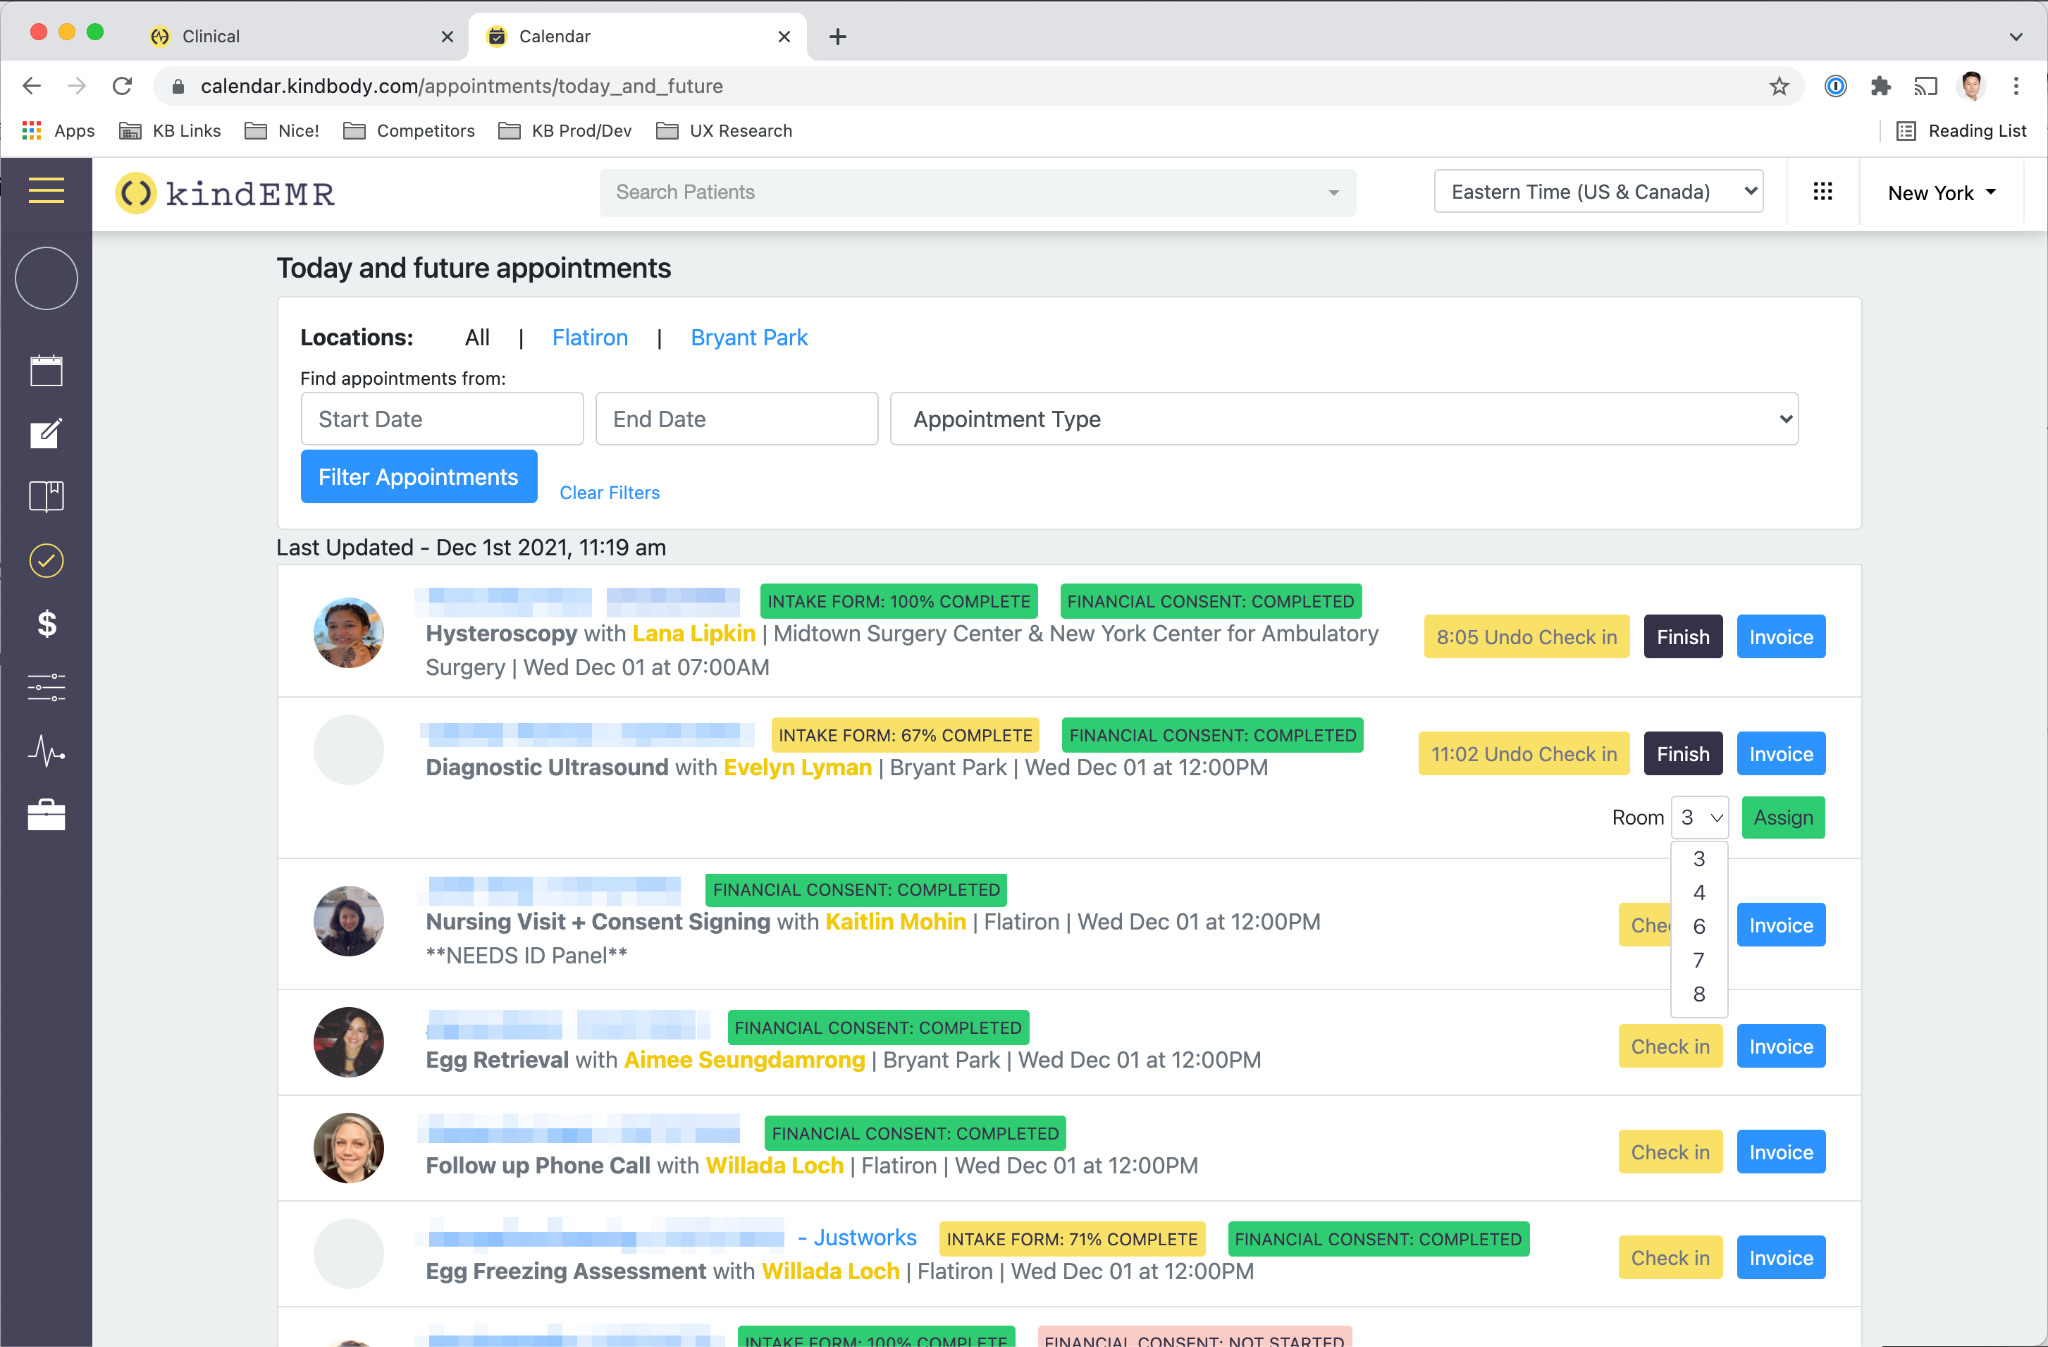 Clinical
Calendar
calendar.kindbody.com/appointments/today_and_future
Apps
KB Links
Nice!
Competitors
KB Prod/Dev
UX Research
Reading List
kindEMR
Search Patients
Eastern Time (US & Canada)
New York
Today and future appointments
Locations: All | Flatiron | Bryant Park
Find appointments from:
Start Date
End Date
Appointment Type
Filter Appointments
Clear Filters
Last Updated - Dec 1st 2021, 11:19 am
INTAKE FORM: 100% COMPLETE
FINANCIAL CONSENT: COMPLETED
Hysteroscopy with Lana Lipkin | Midtown Surgery Center & New York Center for Ambulatory
Surgery | Wed Dec 01 at 07:00AM
8:05 Undo Check in
Finish
Invoice
INTAKE FORM: 67% COMPLETE
FINANCIAL CONSENT: COMPLETED
Diagnostic Ultrasound with Evelyn Lyman | Bryant Park | Wed Dec 01 at 12:00PM
11:02 Undo Check in
Finish
Invoice
Room 3
Assign
3
4
6
7
8
FINANCIAL CONSENT: COMPLETED
Nursing Visit + Consent Signing with Kaitlin Mohin | Flatiron | Wed Dec 01 at 12:00PM
**NEEDS ID Panel**
Chec
Invoice
FINANCIAL CONSENT: COMPLETED
Egg Retrieval with Aimee Seungdamrong | Bryant Park | Wed Dec 01 at 12:00PM
Check in
Invoice
FINANCIAL CONSENT: COMPLETED
Follow up Phone Call with Willada Loch | Flatiron | Wed Dec 01 at 12:00PM
Check in
Invoice
- Justworks
INTAKE FORM: 71% COMPLETE
FINANCIAL CONSENT: COMPLETED
Egg Freezing Assessment with Willada Loch | Flatiron | Wed Dec 01 at 12:00PM
Check in
Invoice
INTAKE FORM: 100% COMPLETE
FINANCIAL CONSENT: NOT STARTED